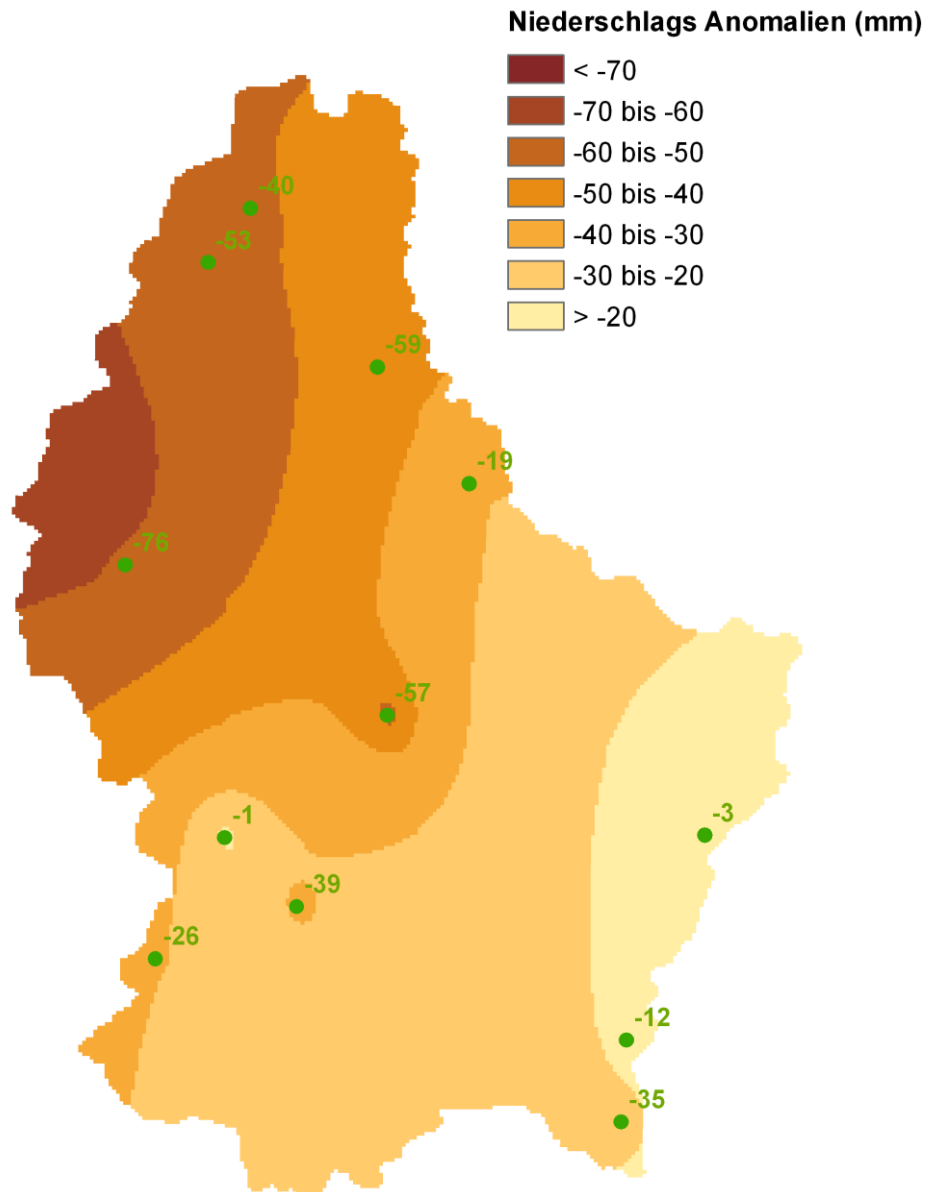 Niederschlags Anomalien (mm)
< -70
-70 bis -60
-60 bis -50
-50 bis -40
-40 bis -30
-30 bis -20
> -20
-40
-53
-59
-19
-76
-57
-1
-3
-39
-26
-12
-35